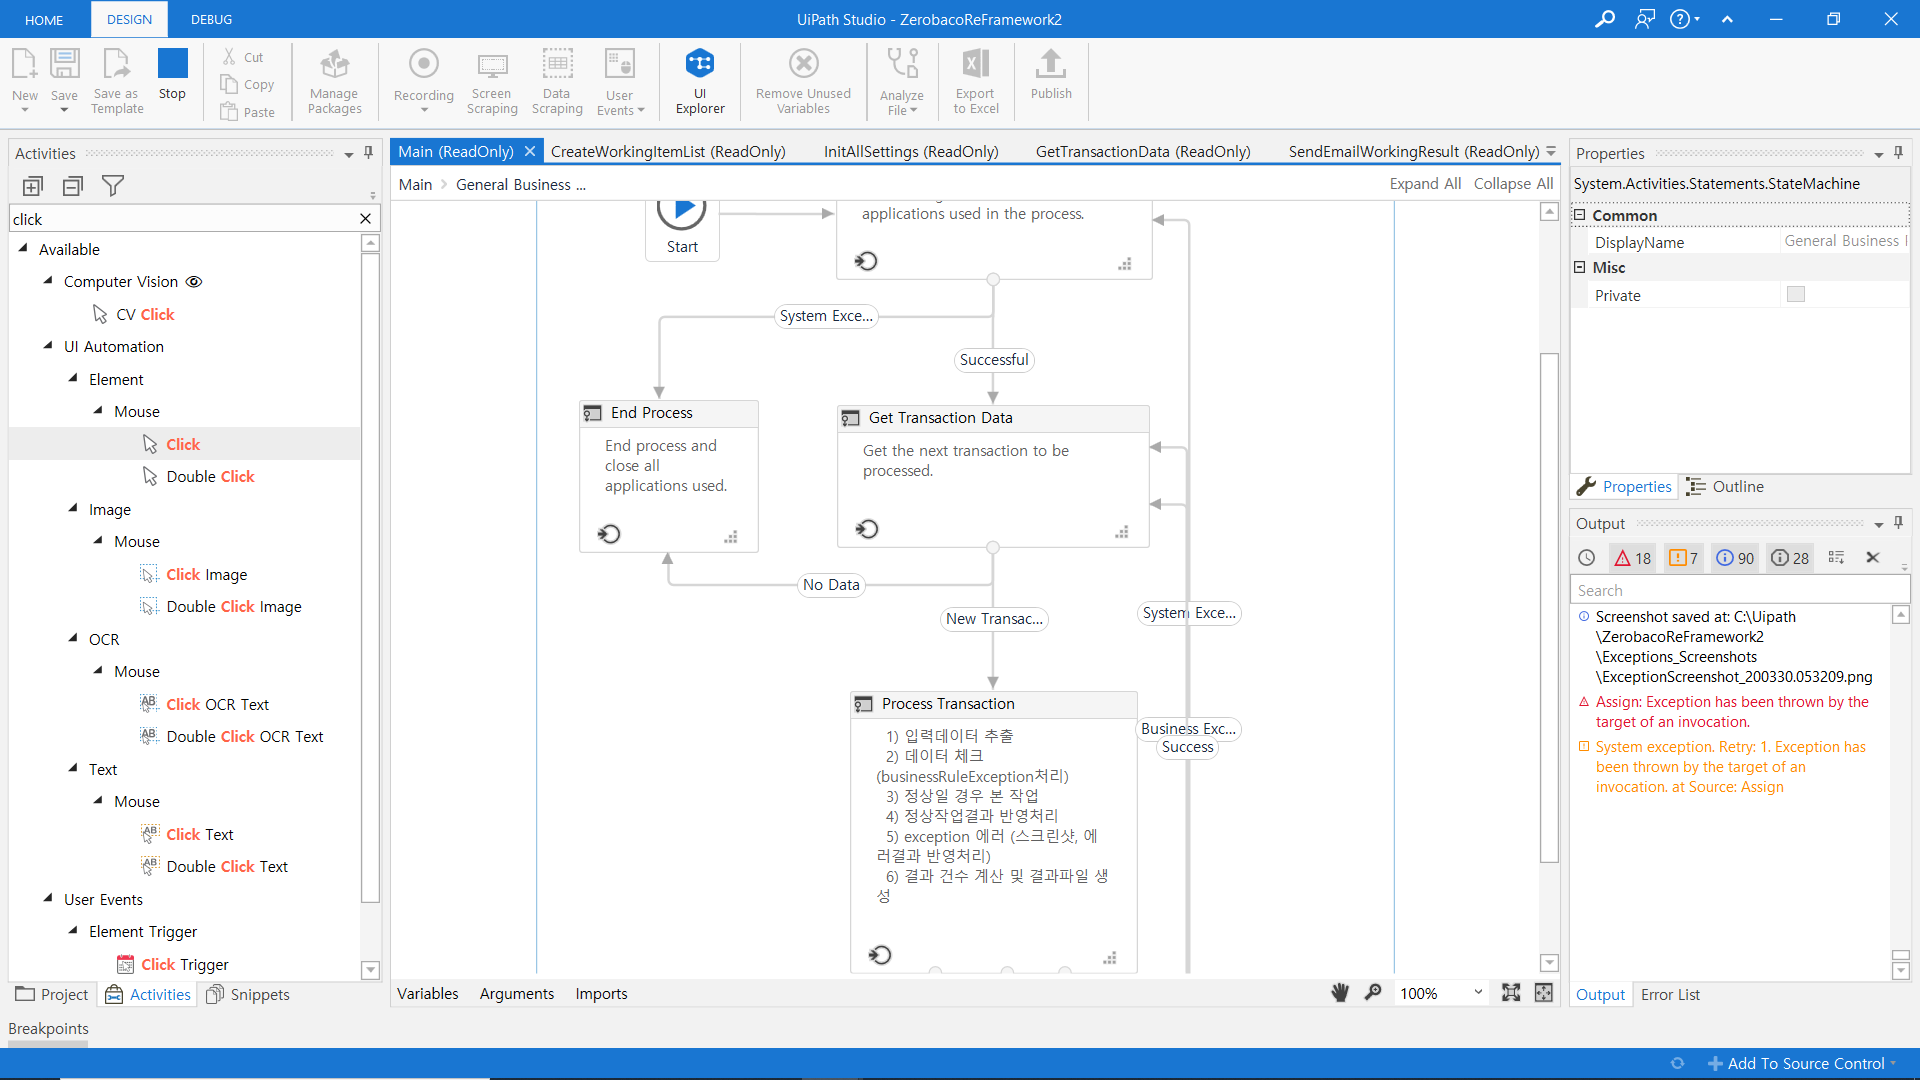 HOME
DESIGN
DEBUG
UiPath Studio - ZerobacoReFramework2
New
Save
Save as
Template
Stop
Cut
Copy
Paste
Manage
Packages
Recording
Screen
Scraping
Data
Scraping
User
Events
UI
Explorer
Remove Unused
Variables
Analyze
File
Export
to Excel
Publish
Activities
click
Available
Computer Vision
CV Click
UI Automation
Element
Mouse
Click
Double Click
Image
Mouse
Click Image
Double Click Image
OCR
Mouse
Click OCR Text
Double Click OCR Text
Text
Mouse
Click Text
Double Click Text
User Events
Element Trigger
Click Trigger
Project
Activities
Snippets
Breakpoints
Main (ReadOnly)
CreateWorkingItemList (ReadOnly)
InitAllSettings (ReadOnly)
GetTransactionData (ReadOnly)
SendEmailWorkingResult (ReadOnly)
Main
General Business ...
Expand All
Collapse All
Start
applications used in the process.
System Exce...
Successful
End Process
End process and
close all
applications used.
Get Transaction Data
Get the next transaction to be
processed.
No Data
New Transac...
System Exce...
Process Transaction
1) 입력데이터 추출
2) 데이터 체크
(businessRuleException처리)
3) 정상일 경우 본 작업
4) 정상작업결과 반영처리
5) exception 에러 (스크린샷, 에
러결과 반영처리)
6) 결과 건수 계산 및 결과파일 생
성
Business Exc...
Success
Variables
Arguments
Imports
100%
Properties
System.Activities.Statements.StateMachine
Common
DisplayName
General Business
Misc
Private
Properties
Outline
Output
18
7
90
28
Search
Screenshot saved at: C:\Uipath
\ZerobacoReFramework2
\Exceptions_Screenshots
\ExceptionScreenshot_200330.053209.png
Assign: Exception has been thrown by the
target of an invocation.
System exception. Retry: 1. Exception has
been thrown by the target of an
invocation. at Source: Assign
Output
Error List
Add To Source Control